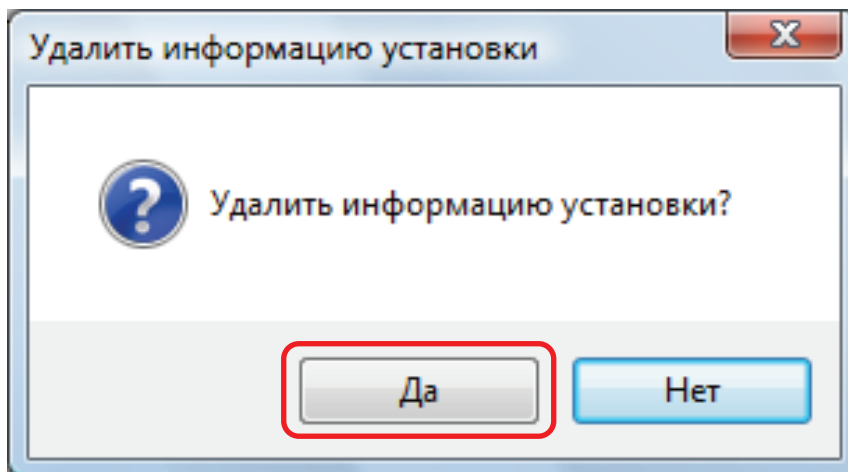 Удалить информацию установки
Удалить информацию установки?
Да Нет